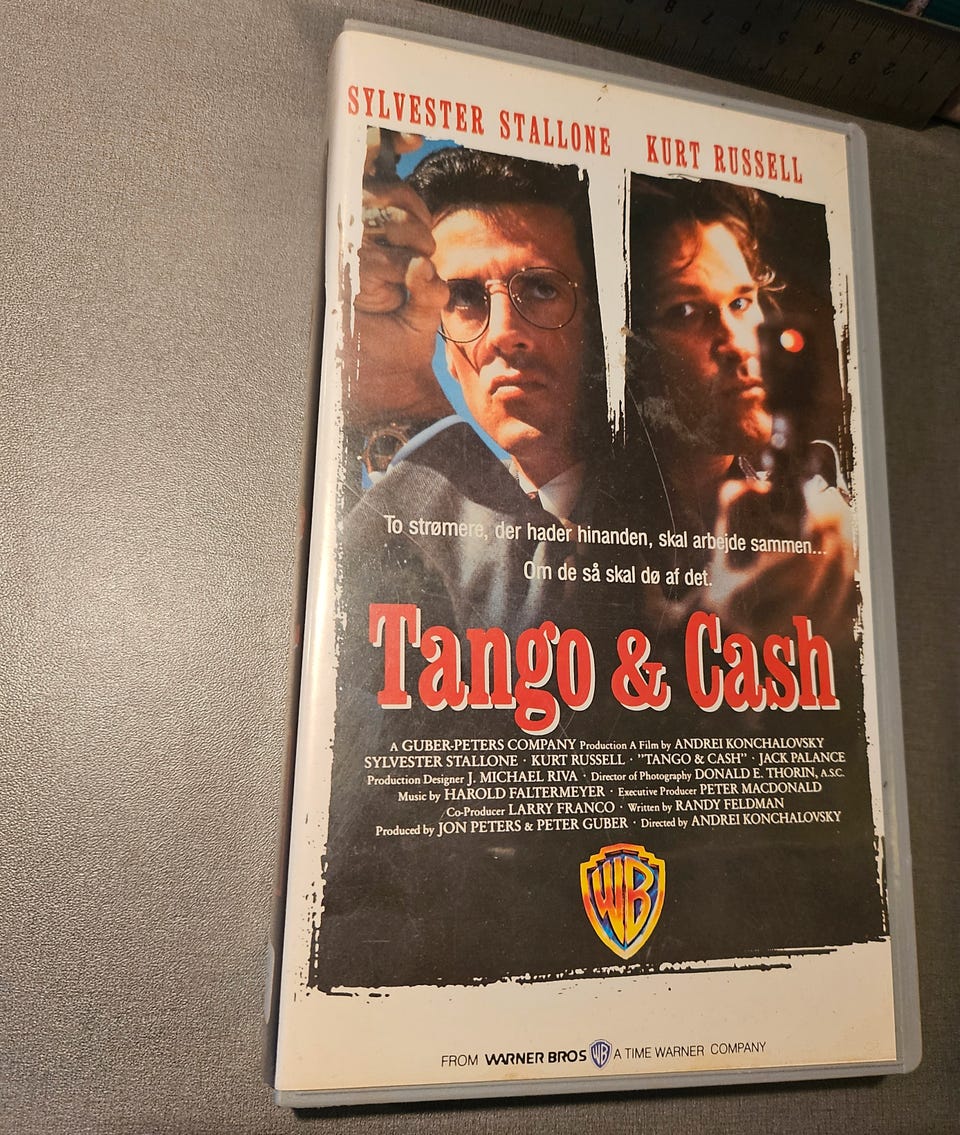 SYLVESTER STALLONE KURT RUSSELL
To strømere, der hader hinanden, skal arbejde sammen...
Om de så skal dø af det.
Tango & Cash
A GUBER-PETERS COMPANY Production A Film by ANDREI KONCHALOVSKY
SYLVESTER STALLONE · KURT RUSSELL · "TANGO & CASH" · JACK PALANCE
Production Designer J. MICHAEL RIVA · Director of Photography DONALD E. THORIN, A.S.C.
Music by HAROLD FALTERMEYER · Executive Producer PETER MACDONALD
Co-Producer LARRY FRANCO · Written by RANDY FELDMAN
Produced by JON PETERS & PETER GUBER · Directed by ANDREI KONCHALOVSKY
WB
FROM WARNER BROS WB A TIME WARNER COMPANY